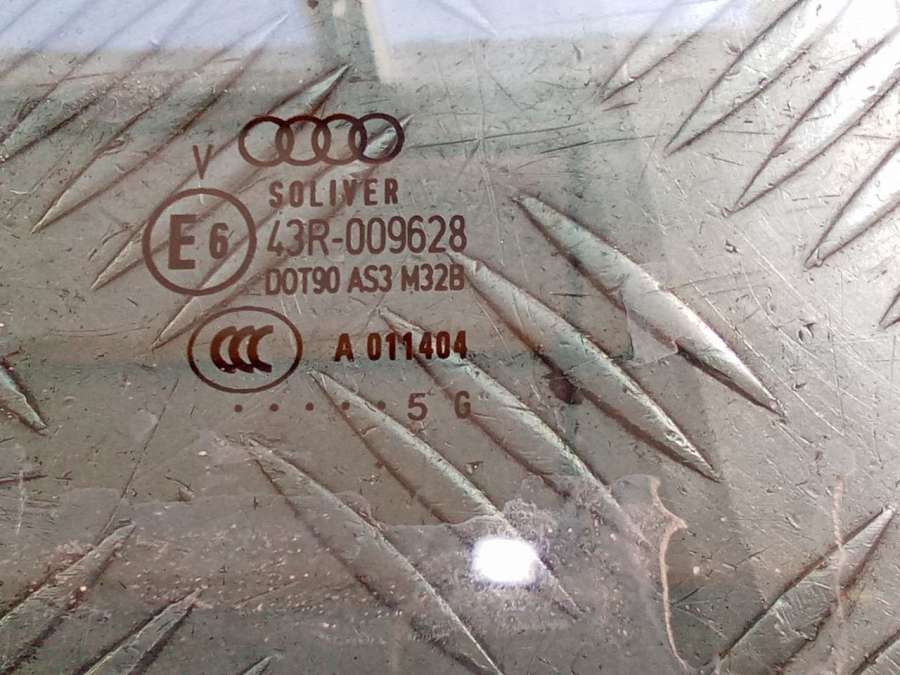 V
SOLIVER
E6
43R-009628
DOT90 AS3 M32B
CCC
A 011404
. . . . . . 5 G